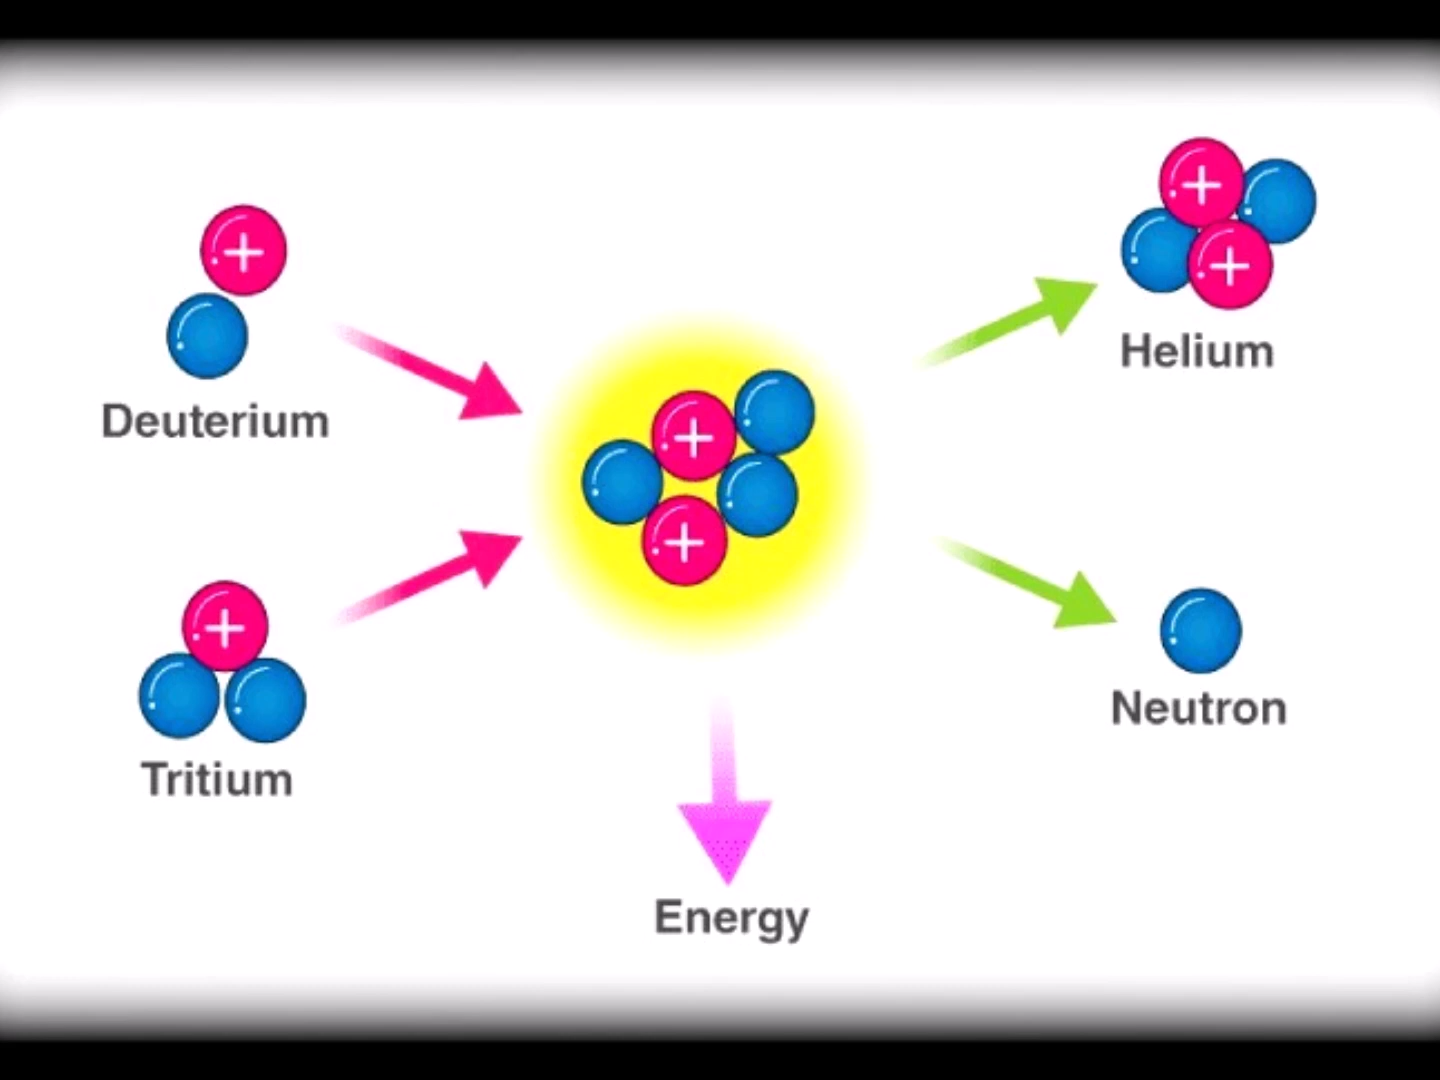 Deuterium
Tritium
+
+
+
+
Energy
+
+
Helium
Neutron